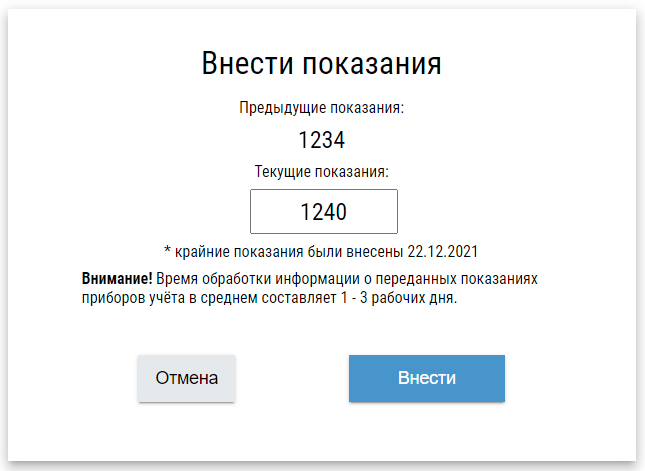 Внести показания
Предыдущие показания:
1234
Текущие показания:
1240
* крайние показания были внесены 22.12.2021
Внимание! Время обработки информации о переданных показаниях
приборов учёта в среднем составляет 1 - 3 рабочих дня.
Отмена
Внести